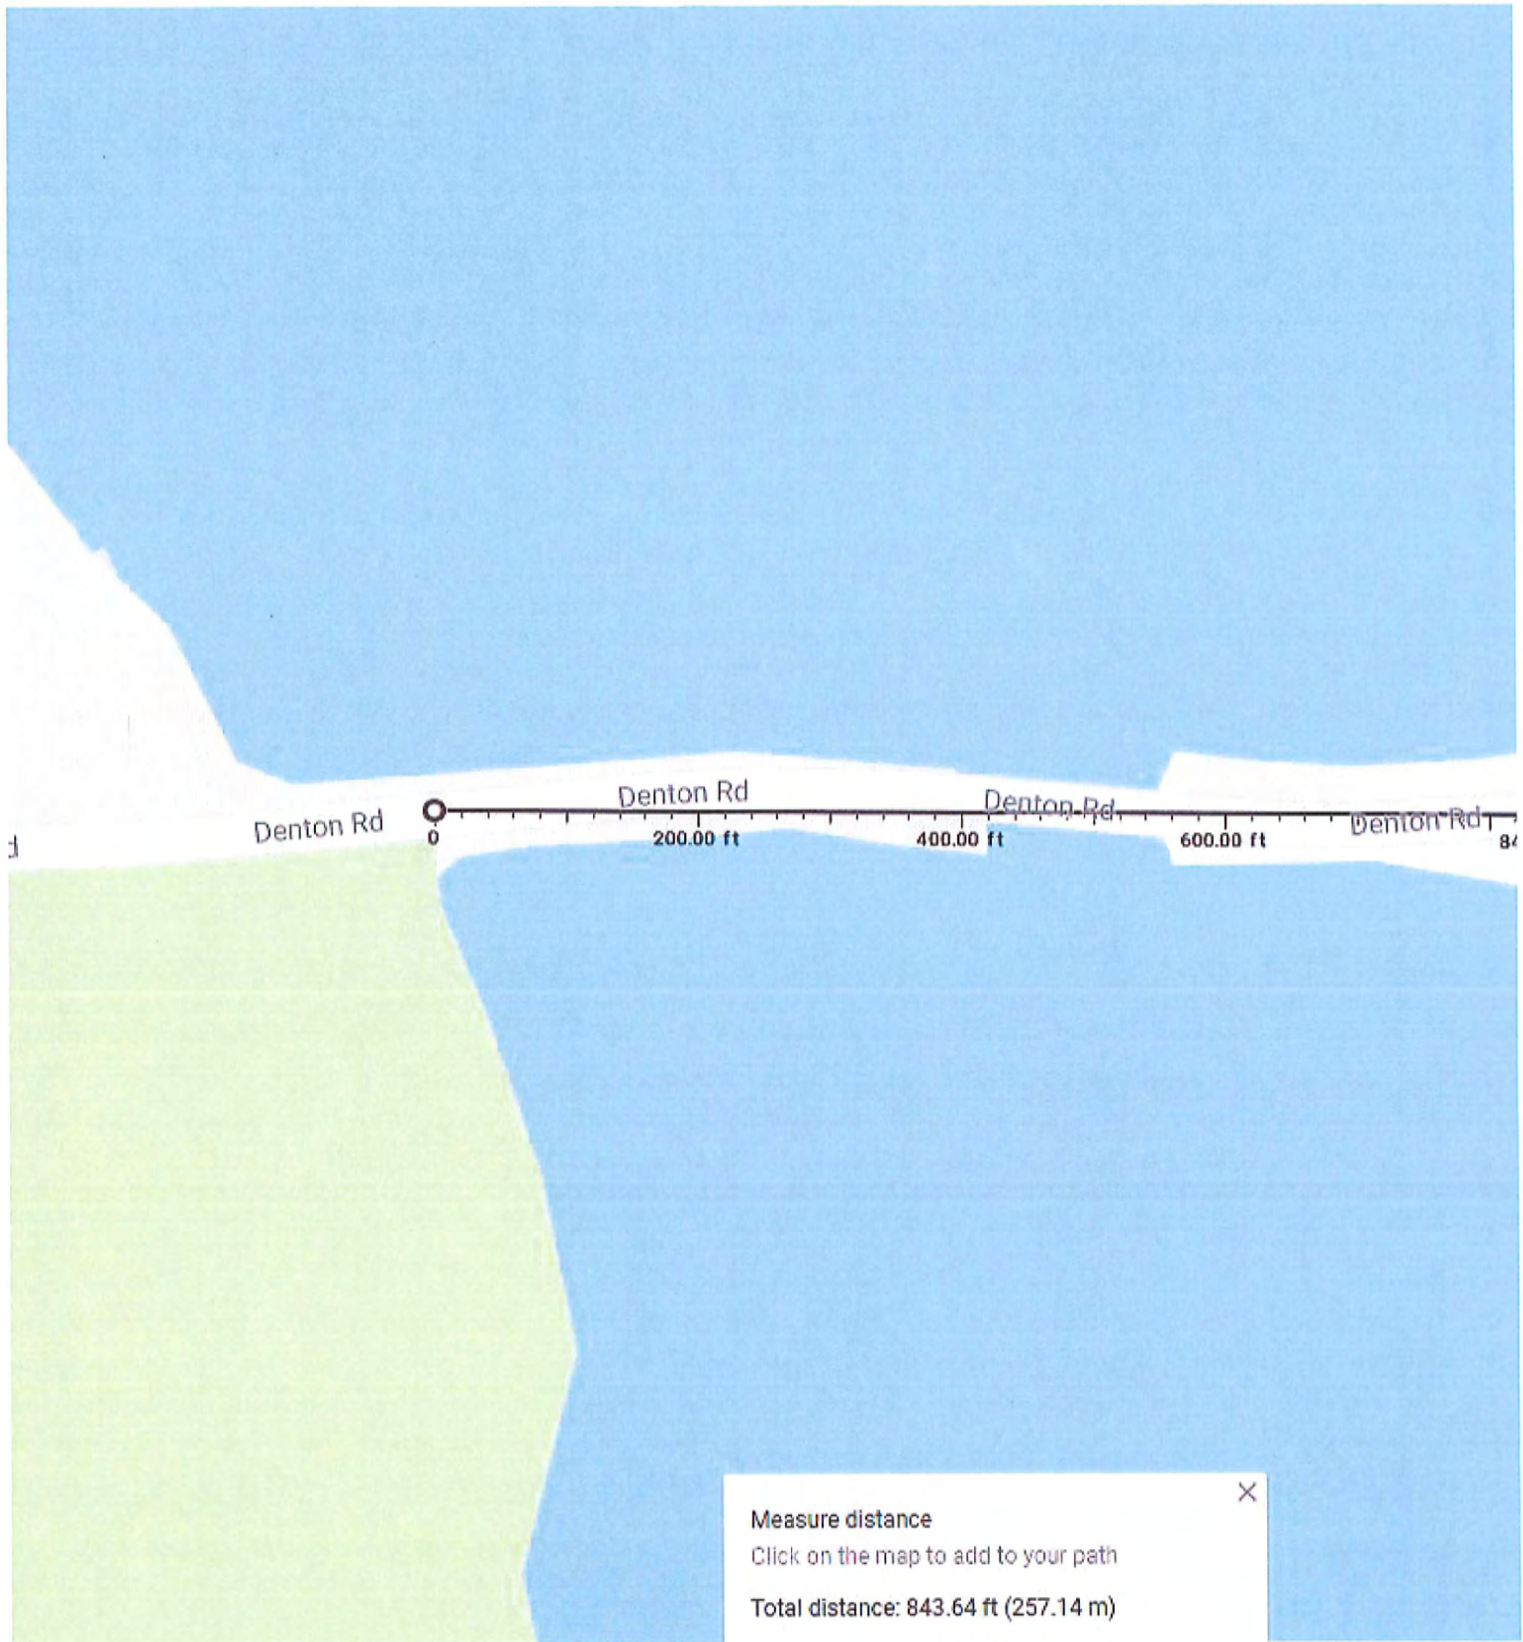 Denton Rd
Denton Rd
Denton Rd
Denton Rd
d
0
200.00 ft
400.00 ft
600.00 ft
84
Measure distance
Click on the map to add to your path
Total distance: 843.64 ft (257.14 m)